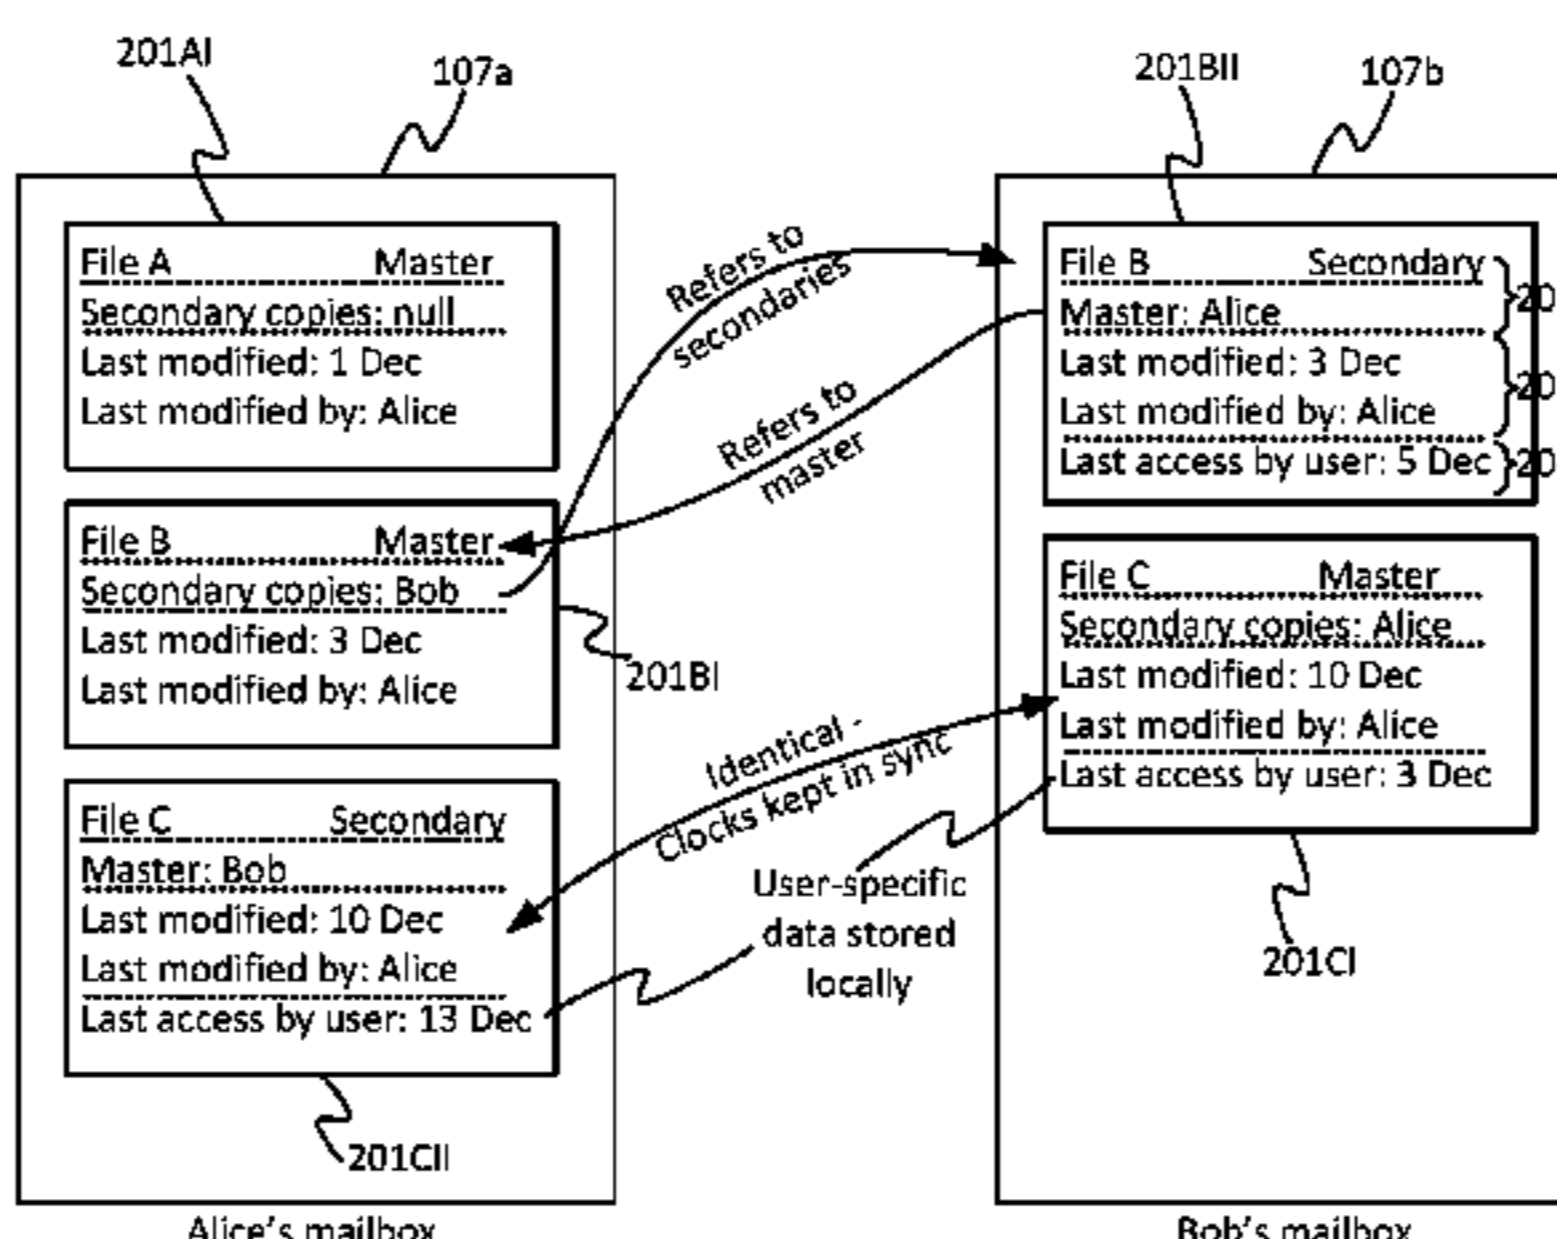 201AI
107a
201BII
107b
File A Master
Secondary copies: null
Last modified: 1 Dec
Last modified by: Alice
File B Master
Secondary copies: Bob
Last modified: 3 Dec
Last modified by: Alice
201BI
File C Secondary
Master: Bob
Last modified: 10 Dec
Last modified by: Alice
Last access by user: 13 Dec
201CII
Alice's mailbox
Refers to
secondaries
Refers to
master
Identical -
Clocks kept in sync
User-specific
data stored
locally
File B Secondary
Master: Alice
Last modified: 3 Dec
Last modified by: Alice
Last access by user: 5 Dec
20
20
20
File C Master
Secondary copies: Alice
Last modified: 10 Dec
Last modified by: Alice
Last access by user: 3 Dec
201CI
Bob's mailbox